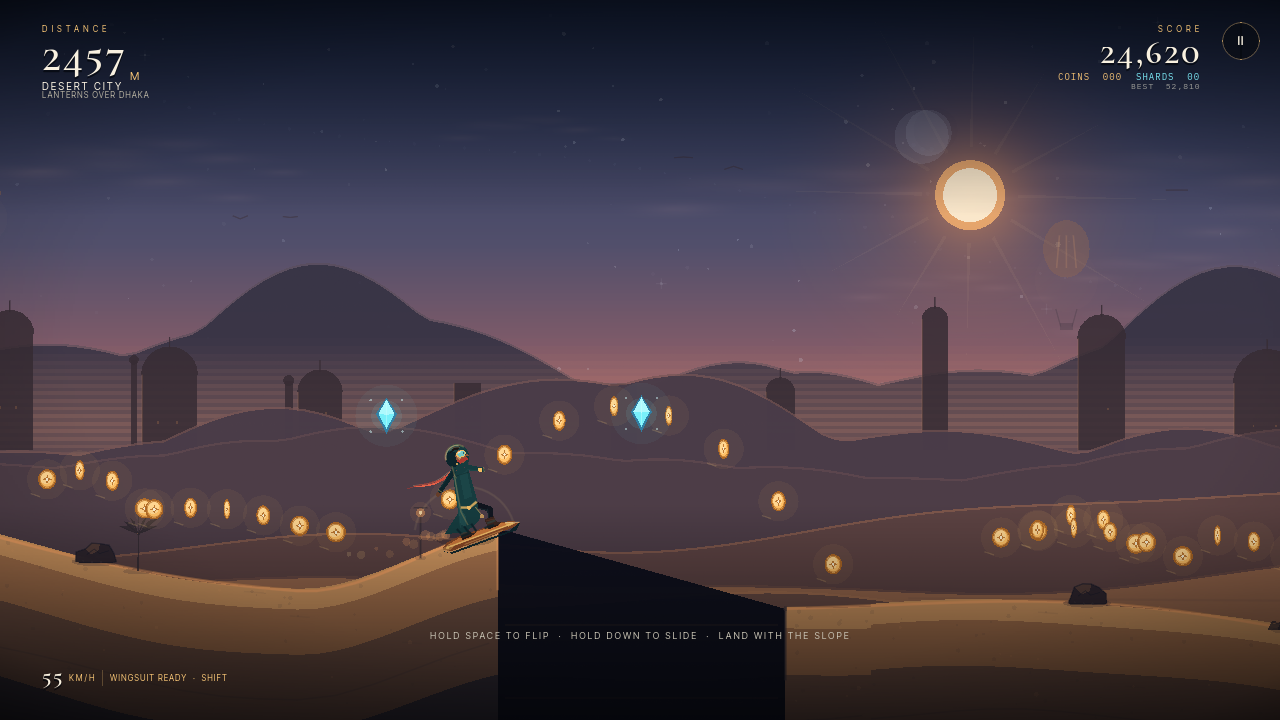 DISTANCE
2457 M
DESERT CITY
LANTERNS OVER DHAKA
SCORE
24,620
COINS 000 SHARDS 00
BEST 52,810
HOLD SPACE TO FLIP · HOLD DOWN TO SLIDE · LAND WITH THE SLOPE
55 KM/H WINGSUIT READY · SHIFT